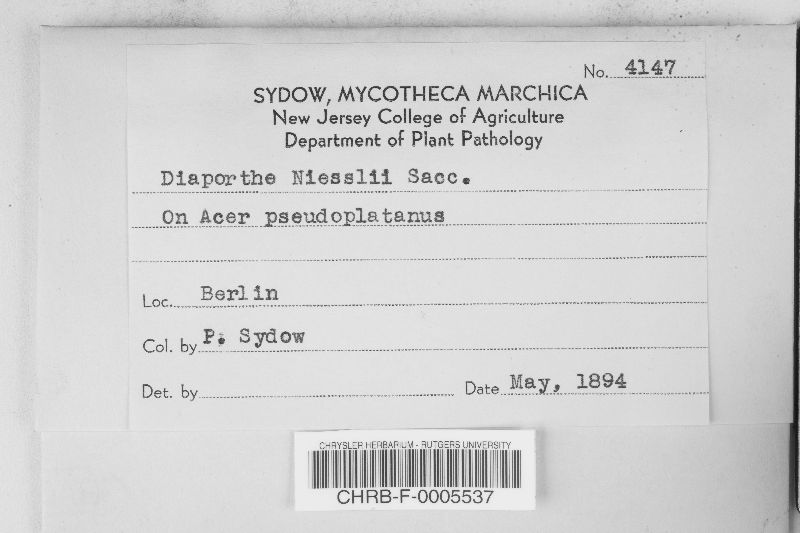 No. 4147
SYDOW, MYCOTHECA MARCHICA
New Jersey College of Agriculture
Department of Plant Pathology
Diaporthe Niesslii Sacc.
On Acer pseudoplatanus
Loc. Berlin
Col. by P. Sydow
Det. by Date May, 1894
CHRYSLER HERBARIUM - RUTGERS UNIVERSITY
CHRB-F-0005537